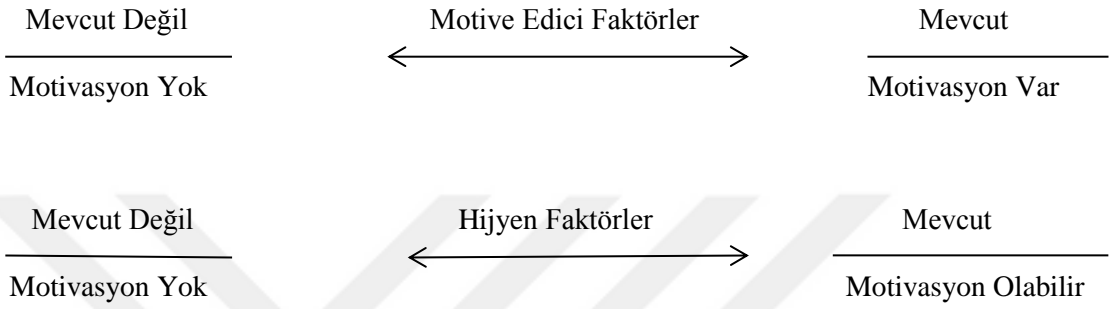 Mevcut Değil Motive Edici Faktörler Mevcut
Motivasyon Yok Motivasyon Var
Mevcut Değil Hijyen Faktörler Mevcut
Motivasyon Yok Motivasyon Olabilir